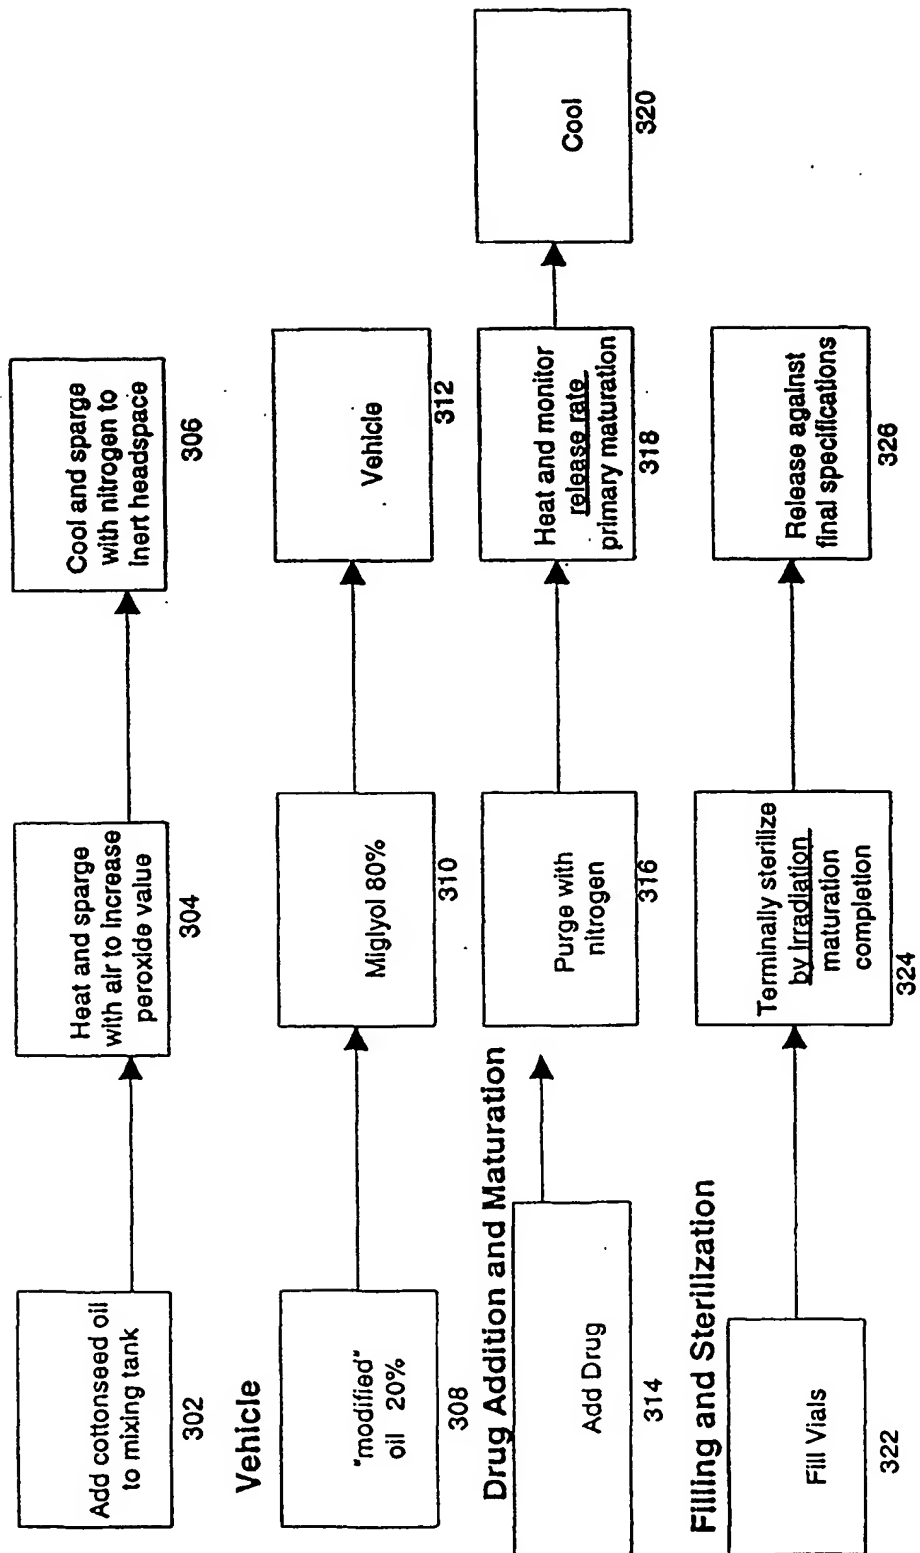 Add cottonseed oil
to mixing tank
302
Heat and sparge
with air to increase
peroxide value
304
Cool and sparge
with nitrogen to
inert headspace
306
Vehicle
"modified"
oil 20%
308
Miglyol 80%
310
Vehicle
312
Drug Addition and Maturation
Add Drug
314
Purge with
nitrogen
316
Heat and monitor
release rate
primary maturation
318
Cool
320
Filling and Sterilization
Fill Vials
322
Terminally sterilize
by irradiation
maturation
completion
324
Release against
final specifications
326